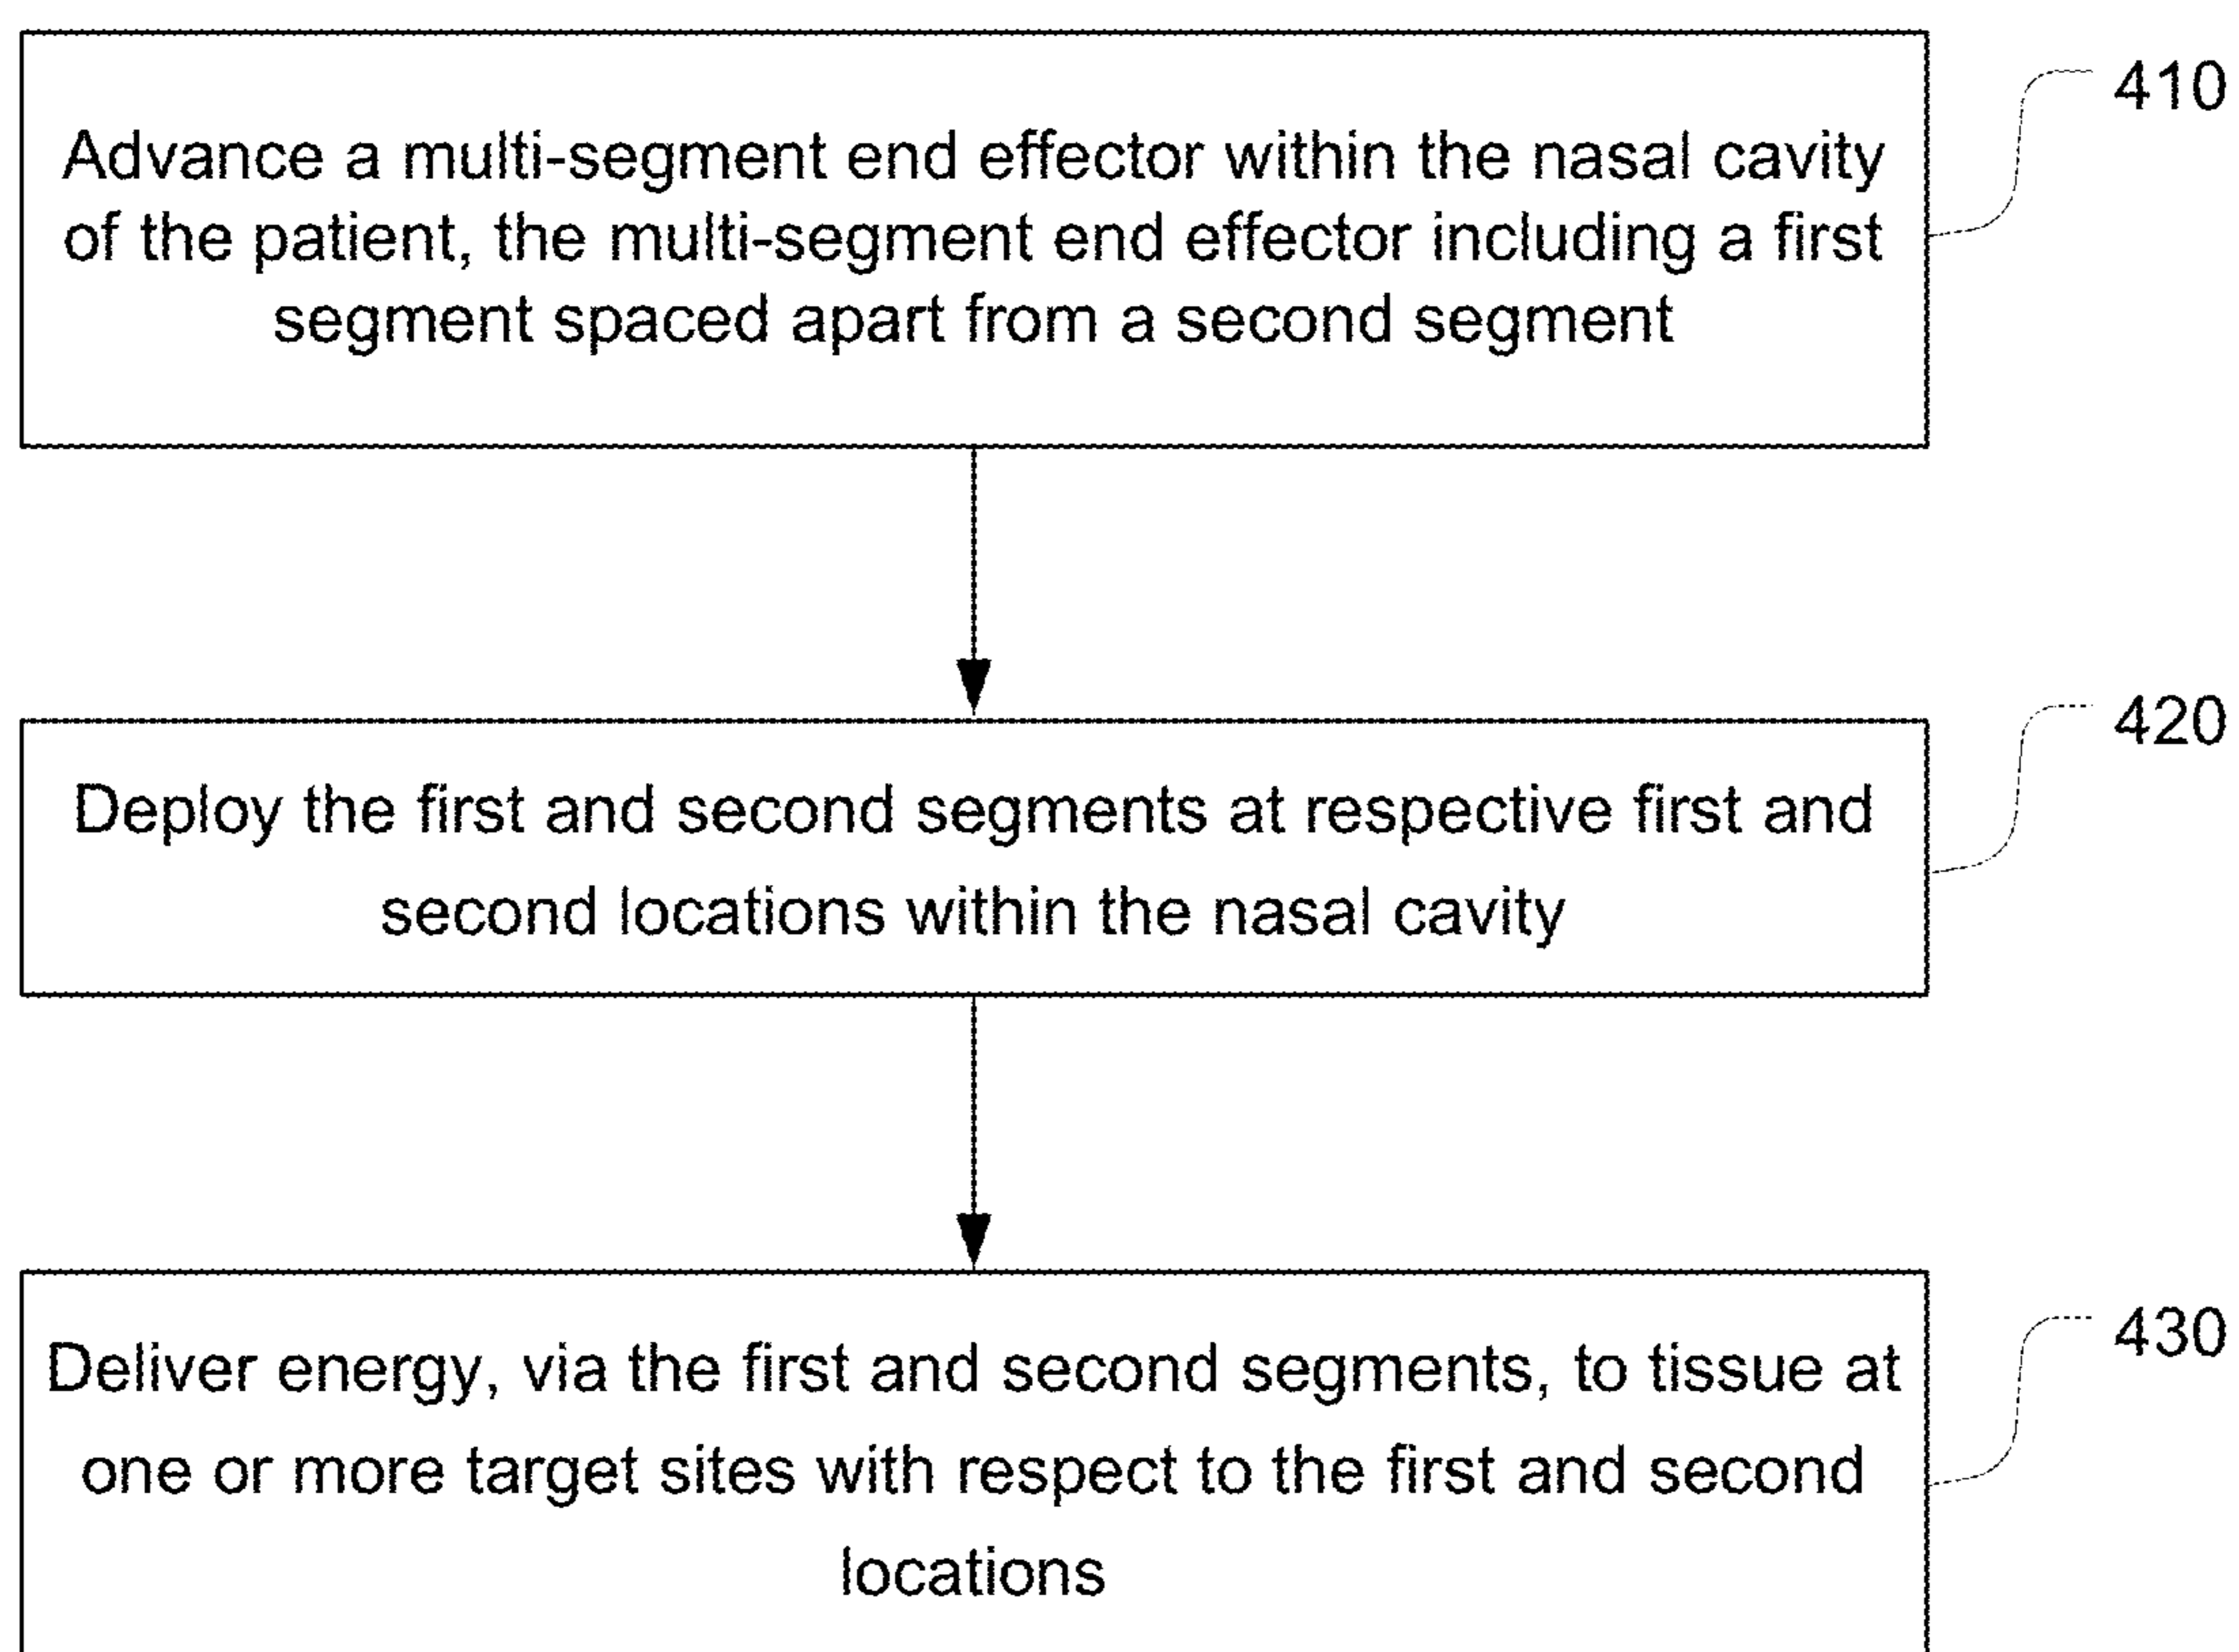 Advance a multi-segment end effector within the nasal cavity
of the patient, the multi-segment end effector including a first
segment spaced apart from a second segment
410
Deploy the first and second segments at respective first and
second locations within the nasal cavity
420
Deliver energy, via the first and second segments, to tissue at
one or more target sites with respect to the first and second
locations
430